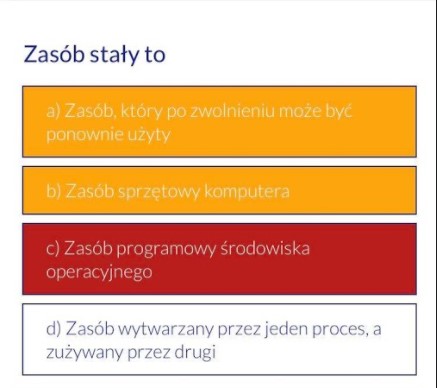 Zasób stały to
a) Zasób, który po zwolnieniu może być
ponownie użyty
b) Zasób sprzętowy komputera
c) Zasób programowy środowiska
operacyjnego
d) Zasób wytwarzany przez jeden proces, a
zużywany przez drugi